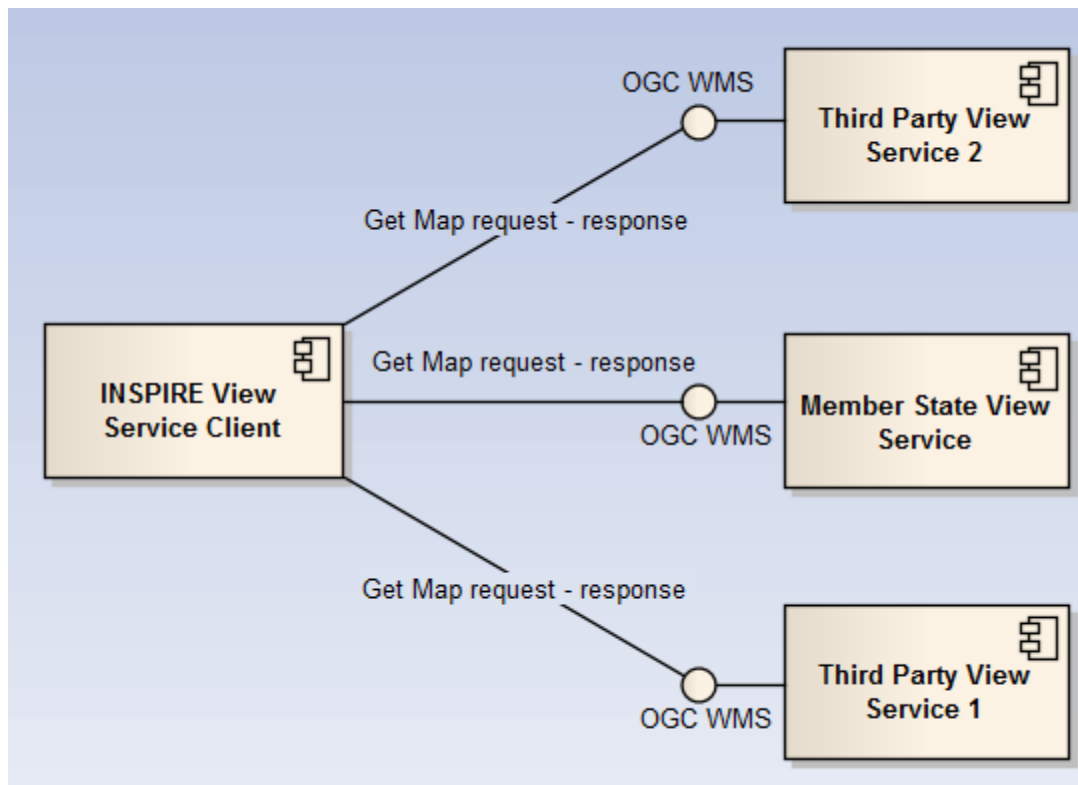 OGC WMS
Third Party View
Service 2
Get Map request - response
INSPIRE View
Service Client
Get Map request - response
OGC WMS
Member State View
Service
Get Map request - response
OGC WMS
Third Party View
Service 1